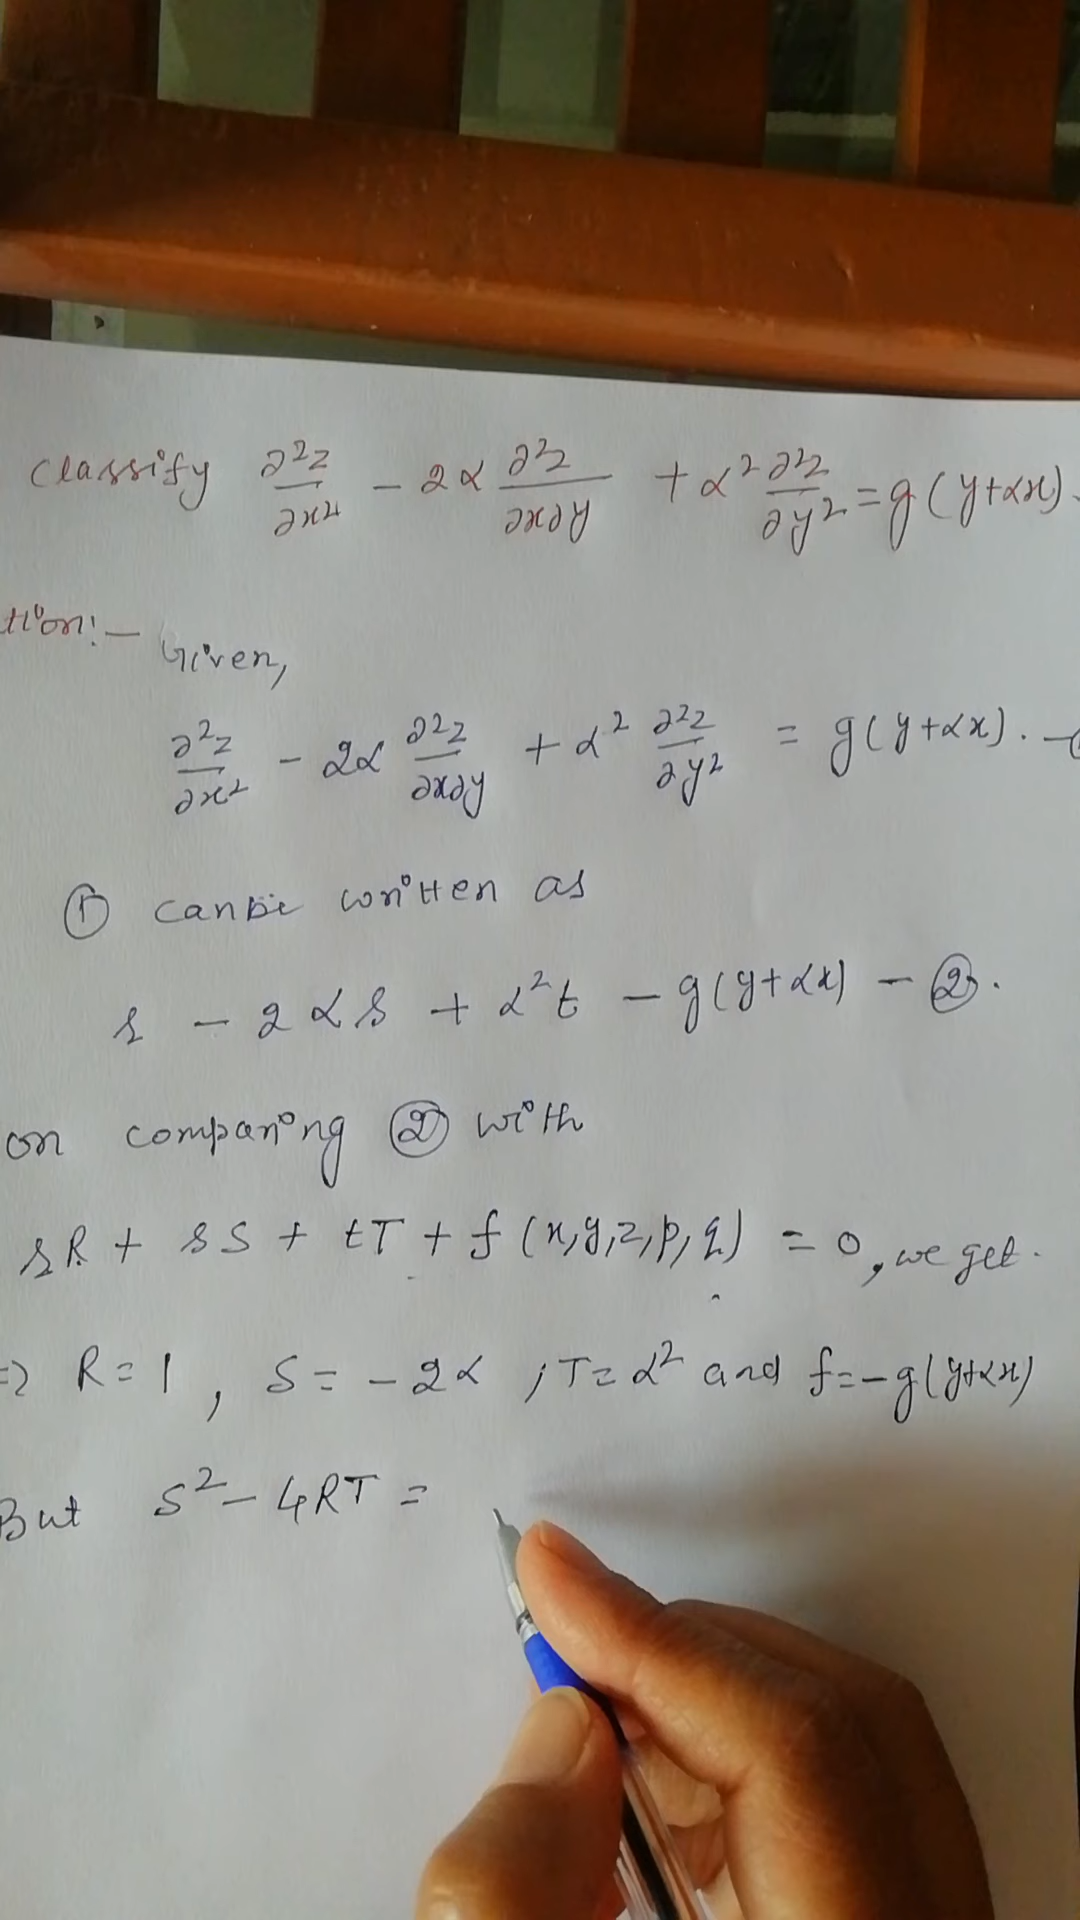 Classify ∂²z/∂x² - 2α ∂²z/∂x∂y + α² ∂²z/∂y² = g(y+αx).
tion:- Given,
∂²z/∂x² - 2α ∂²z/∂x∂y + α² ∂²z/∂y² = g(y+αx). -
① can be written as
r - 2αs + α²t - g(y+αx) - ②.
on comparing ② with
rR + sS + tT + f(x,y,z,p,q) = 0, we get.
⇒ R=1, S=-2α ; T=α² and f=-g(y+αx)
But S² - 4RT =